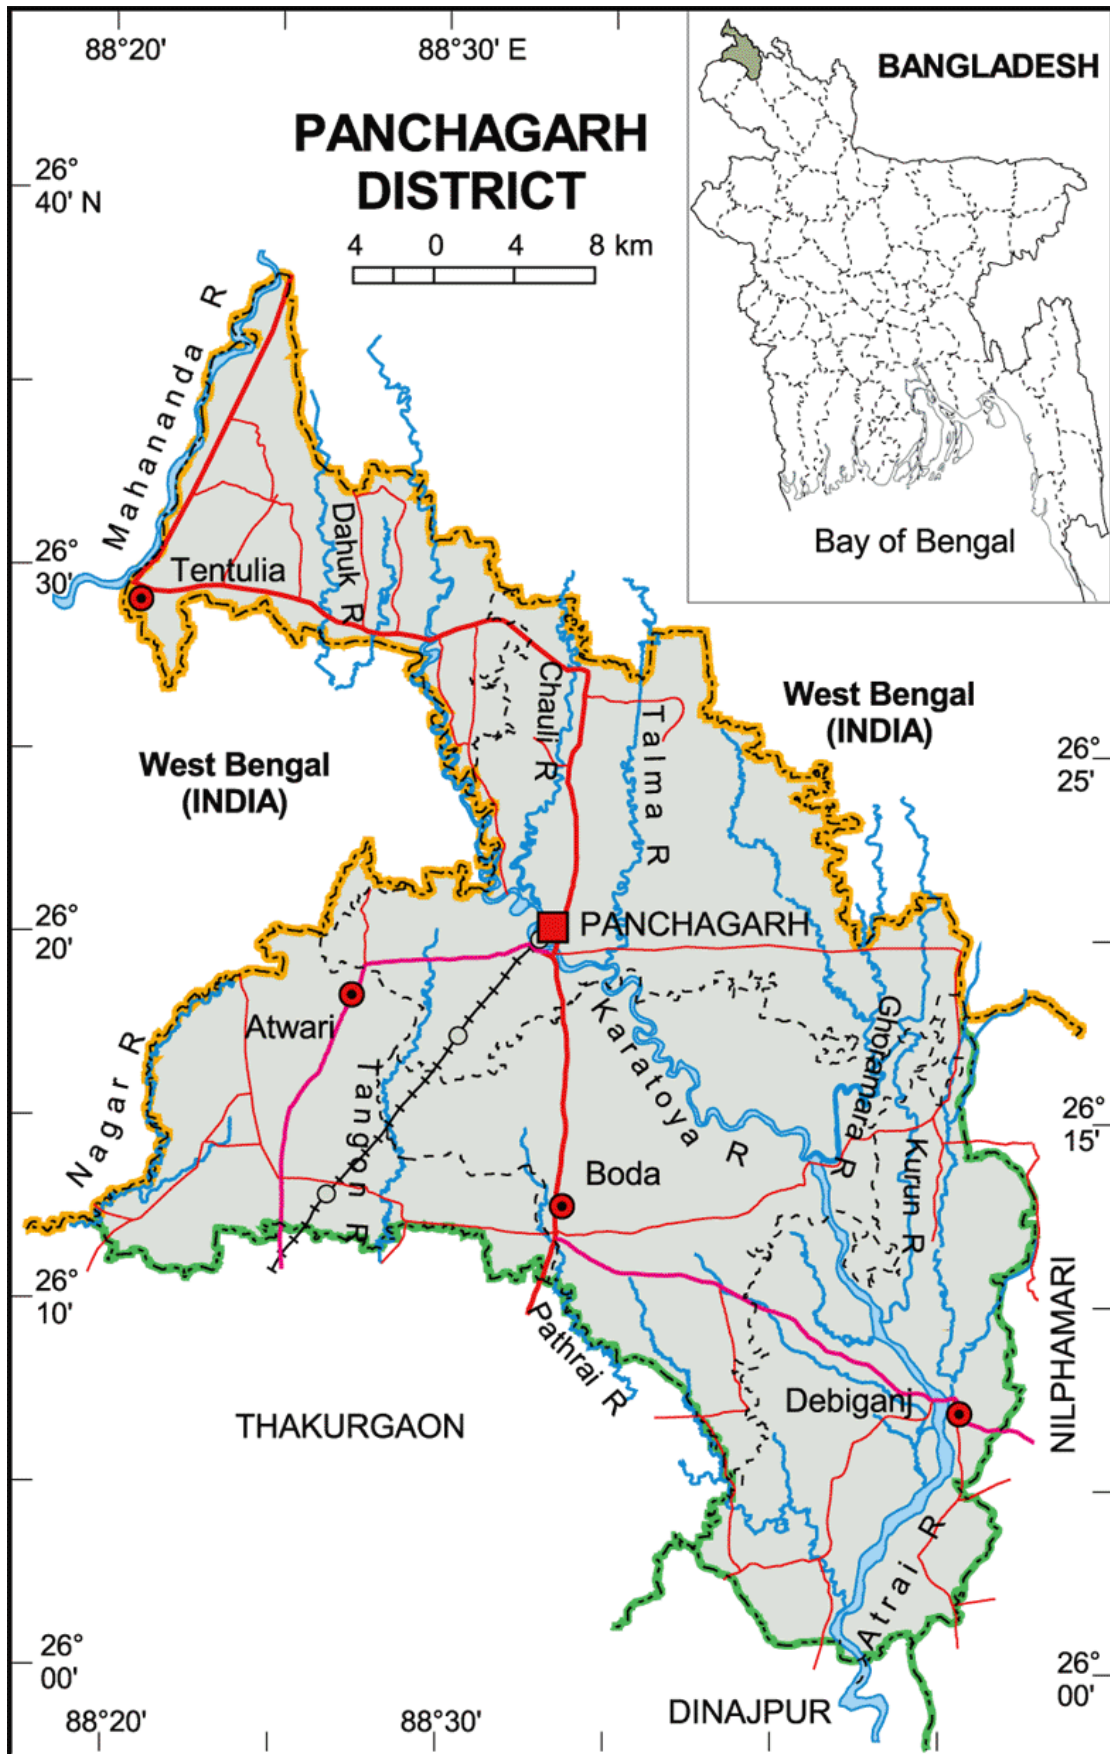 88°20'
88°30' E
BANGLADESH
PANCHAGARH
DISTRICT
26°
40' N
4 0 4 8 km
Mahananda R
Bay of Bengal
26°
30'
Tentulia
Dahuk R
Chauli R
Talma R
West Bengal
(INDIA)
West Bengal
(INDIA)
26°
25'
26°
20'
PANCHAGARH
Atwari
Karatoya R
Ghoramara R
Nagar R
Tangon R
26°
15'
Kurun R
Boda
26°
10'
Pathrai R
NILPHAMARI
Debiganj
THAKURGAON
Atrai R
26°
00'
26°
00'
DINAJPUR
88°20'
88°30'